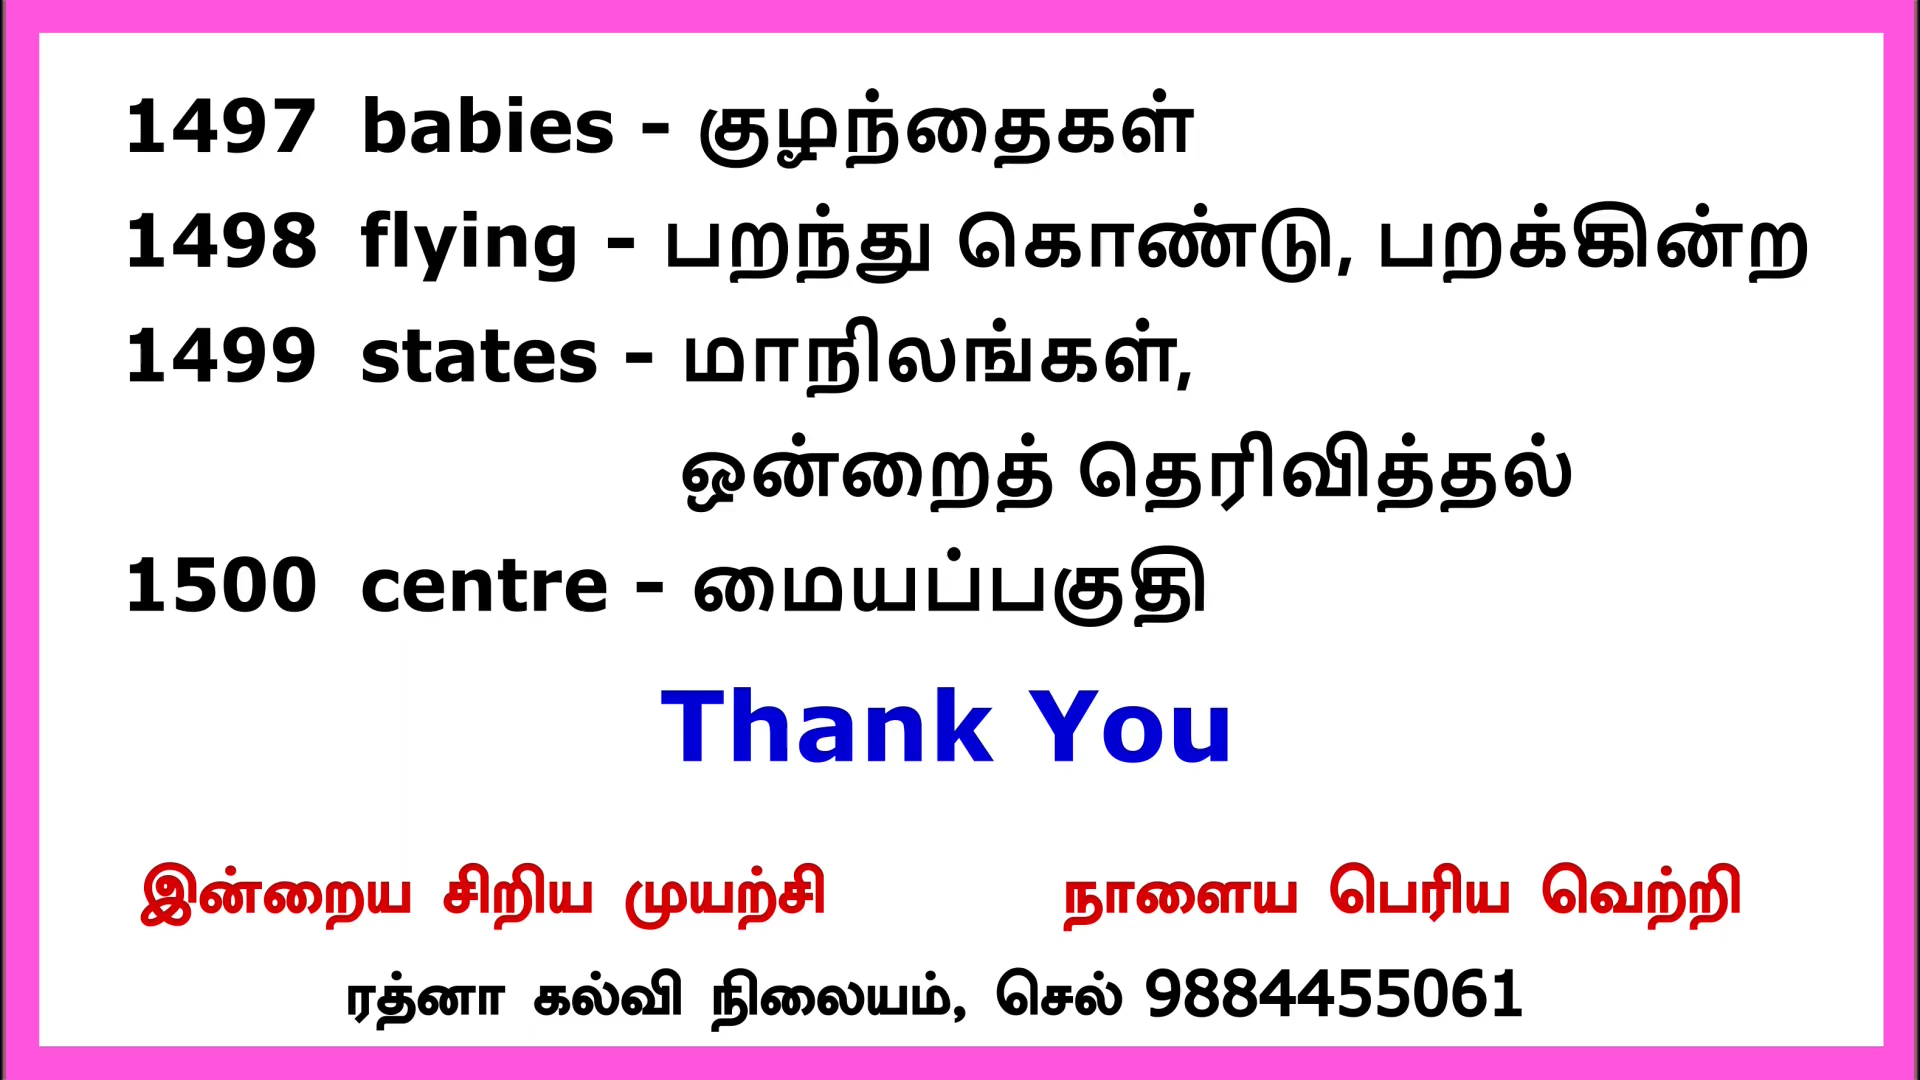 1497 babies - குழந்தைகள்
1498 flying - பறந்து கொண்டு, பறக்கின்ற
1499 states - மாநிலங்கள்,
ஒன்றைத் தெரிவித்தல்
1500 centre - மையப்பகுதி
Thank You
இன்றைய சிறிய முயற்சி நாளைய பெரிய வெற்றி
ரத்னா கல்வி நிலையம், செல் 9884455061